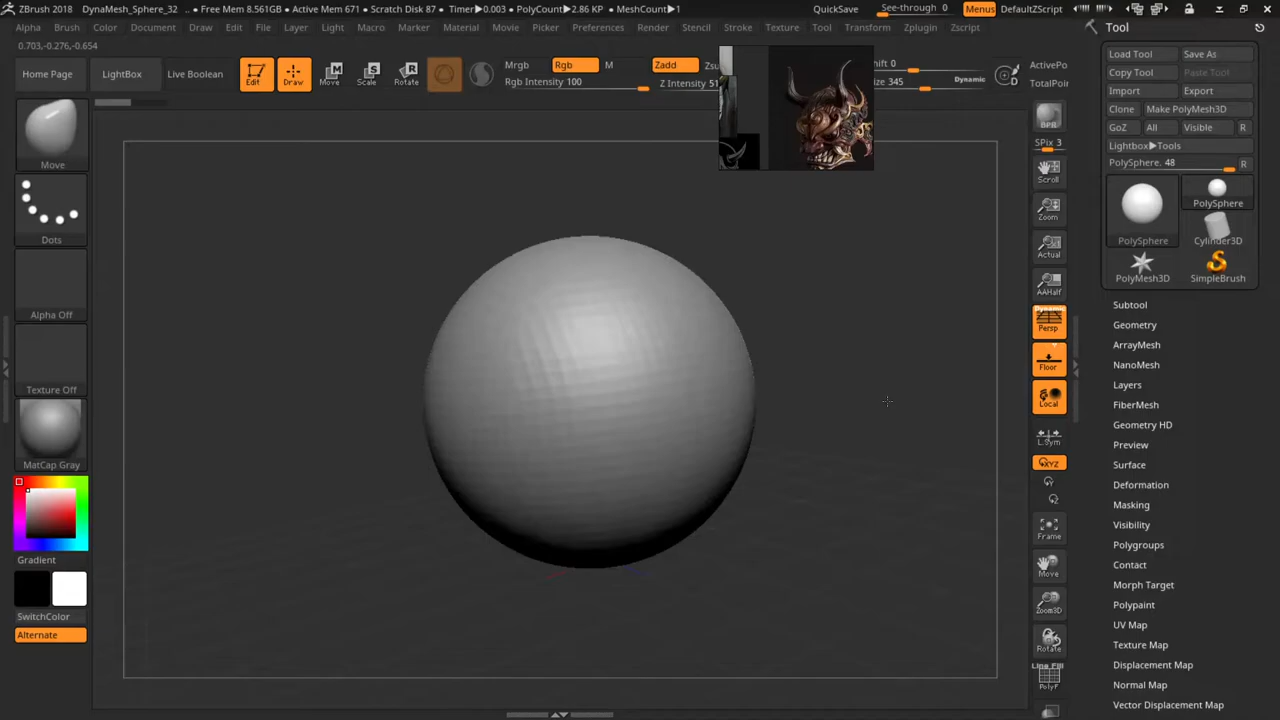 ZBrush 2018 DynaMesh_Sphere_32 .. ● Free Mem 8.561GB ● Active Mem 671 ● Scratch Disk 87 ● Timer▶0.003 ● PolyCount▶2.86 KP ● MeshCount▶1 QuickSave See-through 0 Menus DefaultZScript
Alpha Brush Color Document Draw Edit File Layer Light Macro Marker Material Movie Picker Preferences Render Stencil Stroke Texture Tool Transform Zplugin Zscript
0.703,-0.276,-0.654
Home Page LightBox Live Boolean Edit Draw Move Scale Rotate
Mrgb Rgb M Zadd
Rgb Intensity 100 Z Intensity 51
Dynamic
ActivePo
TotalPoin
Move
Dots
Alpha Off
Texture Off
MatCap Gray
Gradient
SwitchColor
Alternate
BPR
SPix 3
Scroll
Zoom
Actual
AAHalf
Dynamic
Persp
Floor
Local
L.Sym
XYZ
Frame
Move
Zoom3D
Rotate
Line Fill
PolyF
Tool
Load Tool Save As
Copy Tool Paste Tool
Import Export
Clone Make PolyMesh3D
GoZ All Visible R
Lightbox▶Tools
PolySphere. 48 R
PolySphere PolySphere
Cylinder3D
PolyMesh3D SimpleBrush
Subtool
Geometry
ArrayMesh
NanoMesh
Layers
FiberMesh
Geometry HD
Preview
Surface
Deformation
Masking
Visibility
Polygroups
Contact
Morph Target
Polypaint
UV Map
Texture Map
Displacement Map
Normal Map
Vector Displacement Map